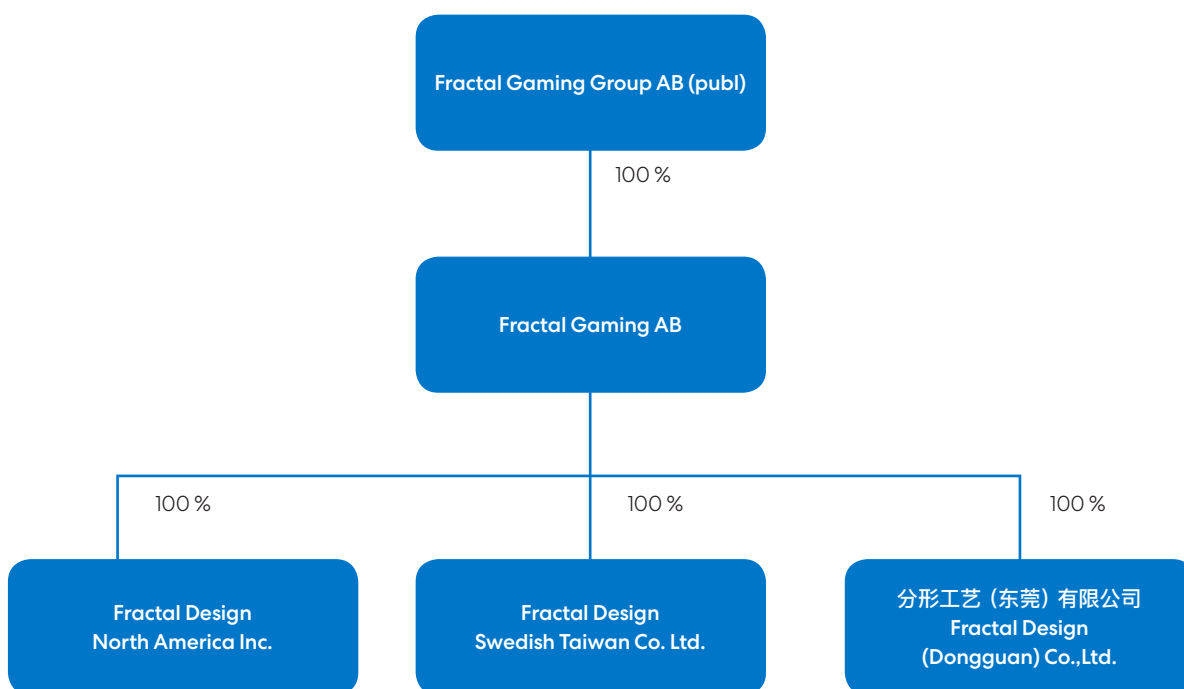 Fractal Gaming Group AB (publ)
100 %
Fractal Gaming AB
100 %
100 %
100 %
Fractal Design
North America Inc.
Fractal Design
Swedish Taiwan Co. Ltd.
分形工艺（东莞）有限公司
Fractal Design
(Dongguan) Co.,Ltd.